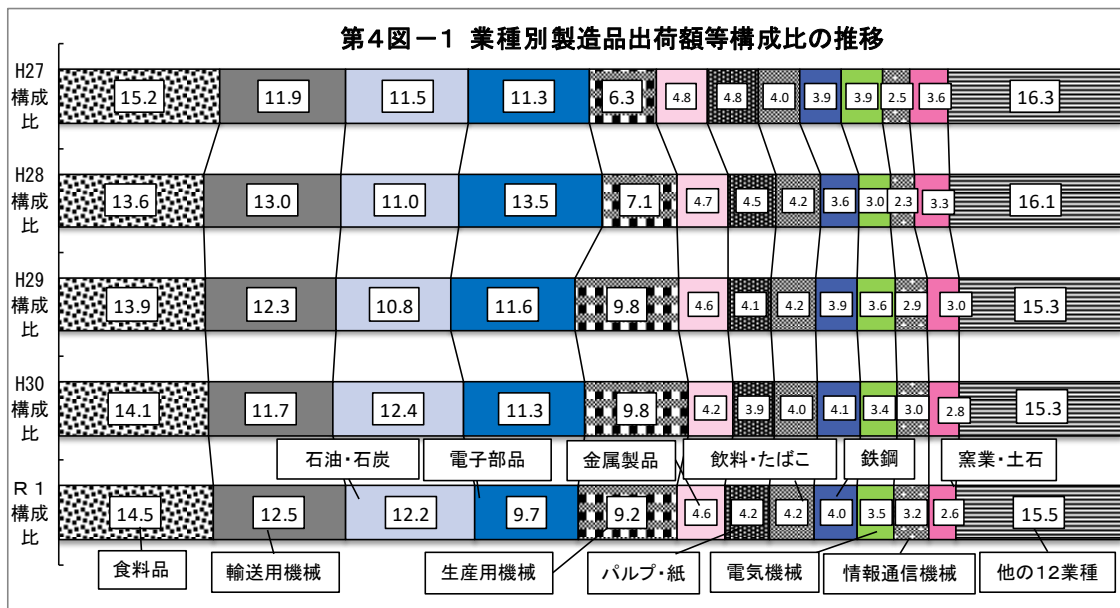 第4図－1 業種別製造品出荷額等構成比の推移
H27
構成
比
15.2 11.9 11.5 11.3 6.3 4.8 4.8 4.0 3.9 3.9 2.5 3.6 16.3
H28
構成
比
13.6 13.0 11.0 13.5 7.1 4.7 4.5 4.2 3.6 3.0 2.3 3.3 16.1
H29
構成
比
13.9 12.3 10.8 11.6 9.8 4.6 4.1 4.2 3.9 3.6 2.9 3.0 15.3
H30
構成
比
14.1 11.7 12.4 11.3 9.8 4.2 3.9 4.0 4.1 3.4 3.0 2.8 15.3
石油・石炭 電子部品 金属製品 飲料・たばこ 鉄鋼 窯業・土石
R1
構成
比
14.5 12.5 12.2 9.7 9.2 4.6 4.2 4.2 4.0 3.5 3.2 2.6 15.5
食料品 輸送用機械 生産用機械 パルプ・紙 電気機械 情報通信機械 他の12業種